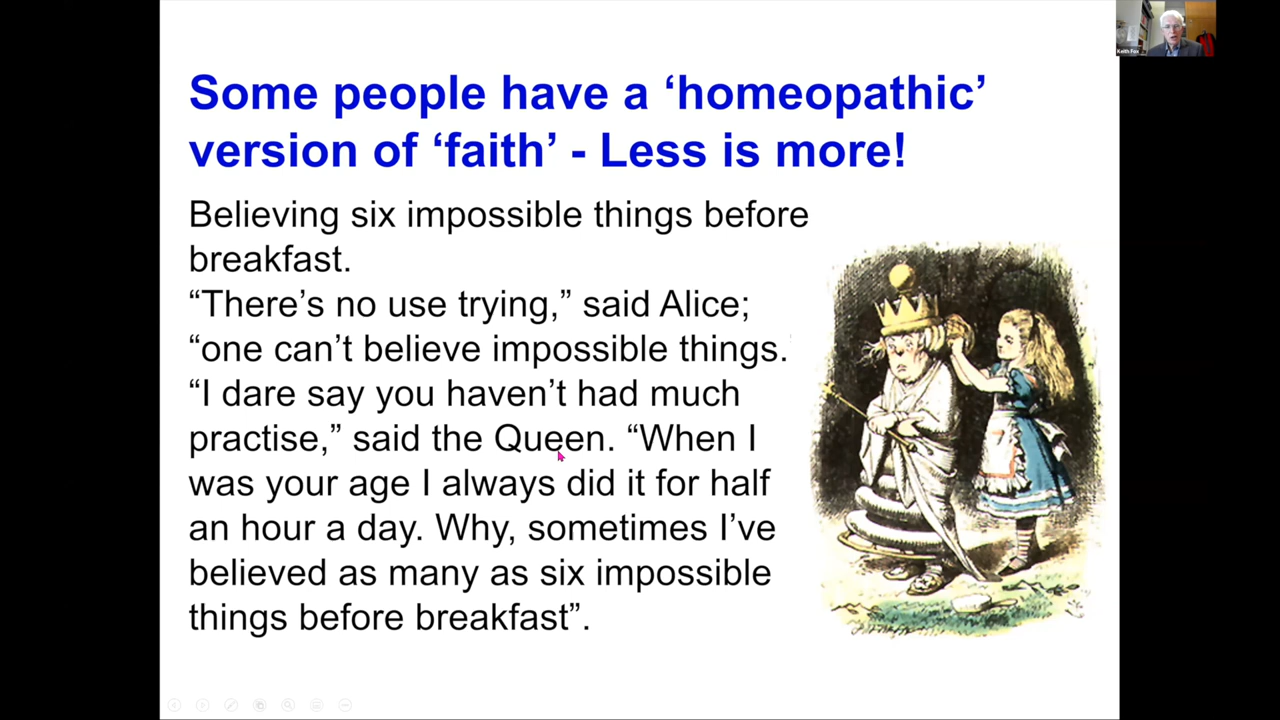 Some people have a ‘homeopathic’
version of ‘faith’ - Less is more!
Believing six impossible things before
breakfast.
“There’s no use trying,” said Alice;
“one can’t believe impossible things.
“I dare say you haven’t had much
practise,” said the Queen. “When I
was your age I always did it for half
an hour a day. Why, sometimes I’ve
believed as many as six impossible
things before breakfast”.
Keith Fox